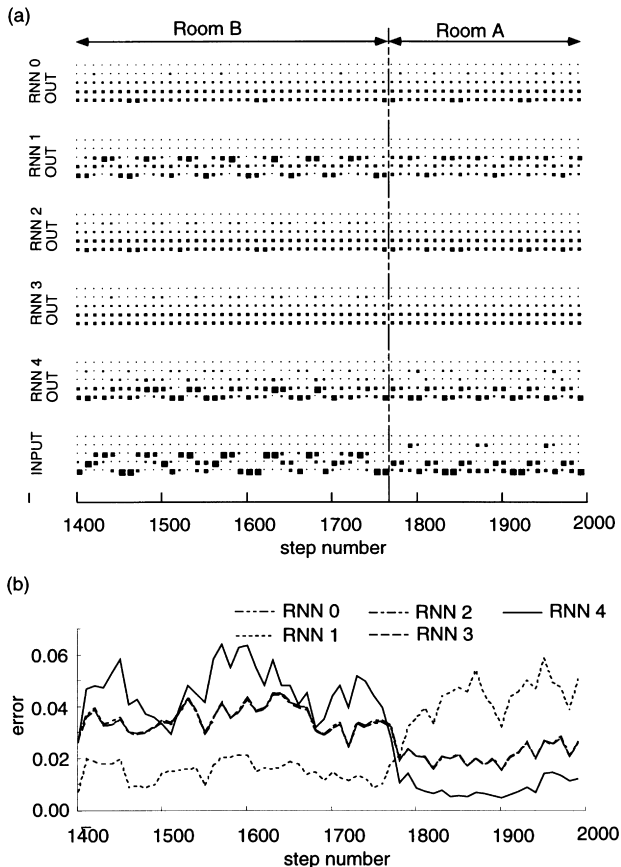 (a)
Room B
Room A
RNN 0
OUT
RNN 1
OUT
RNN 2
OUT
RNN 3
OUT
RNN 4
OUT
INPUT
1400 1500 1600 1700 1800 1900 2000
step number
(b)
RNN 0 RNN 2 RNN 4
RNN 1 RNN 3
error
0.06
0.04
0.02
0.00
1400 1500 1600 1700 1800 1900 2000
step number